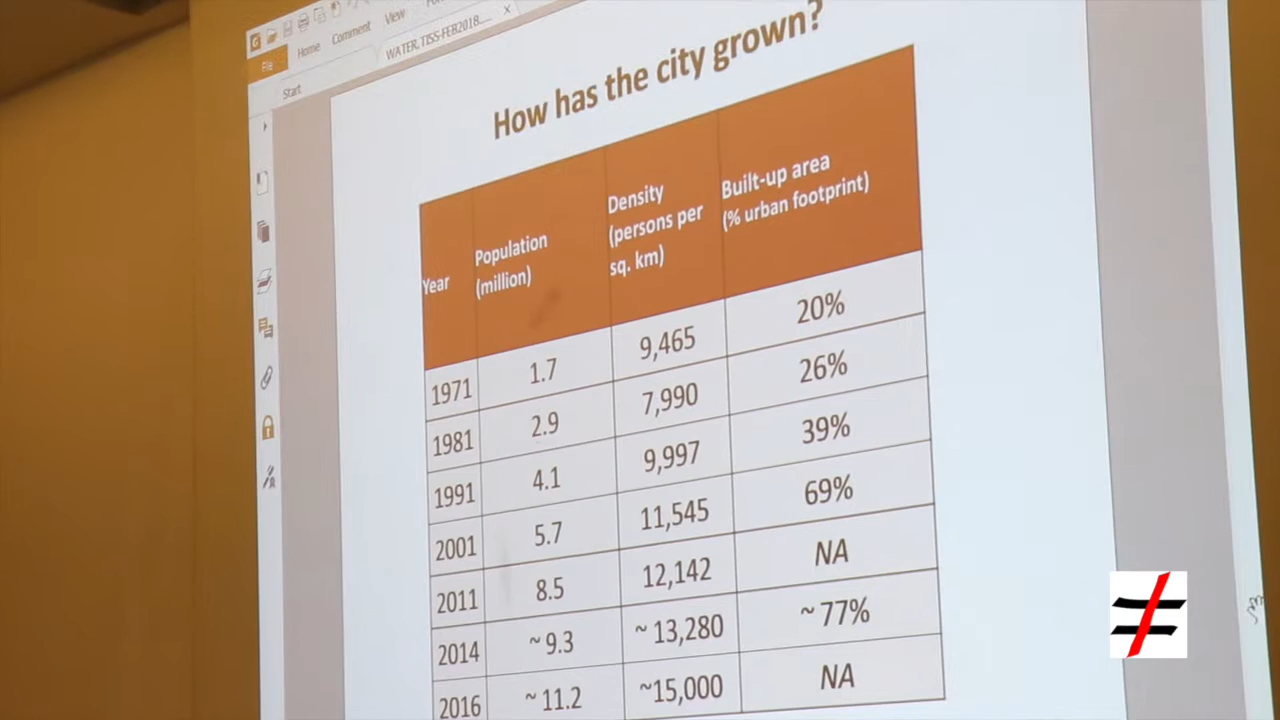 File
Home
Comment
View
Start
WATER. TISS-FEB2018....
How has the city grown?
Year
Population
(million)
Density
(persons per
sq. km)
Built-up area
(% urban footprint)
1971 1.7 9,465 20%
1981 2.9 7,990 26%
1991 4.1 9,997 39%
2001 5.7 11,545 69%
2011 8.5 12,142 NA
2014 ~ 9.3 ~ 13,280 ~ 77%
2016 ~ 11.2 ~15,000 NA